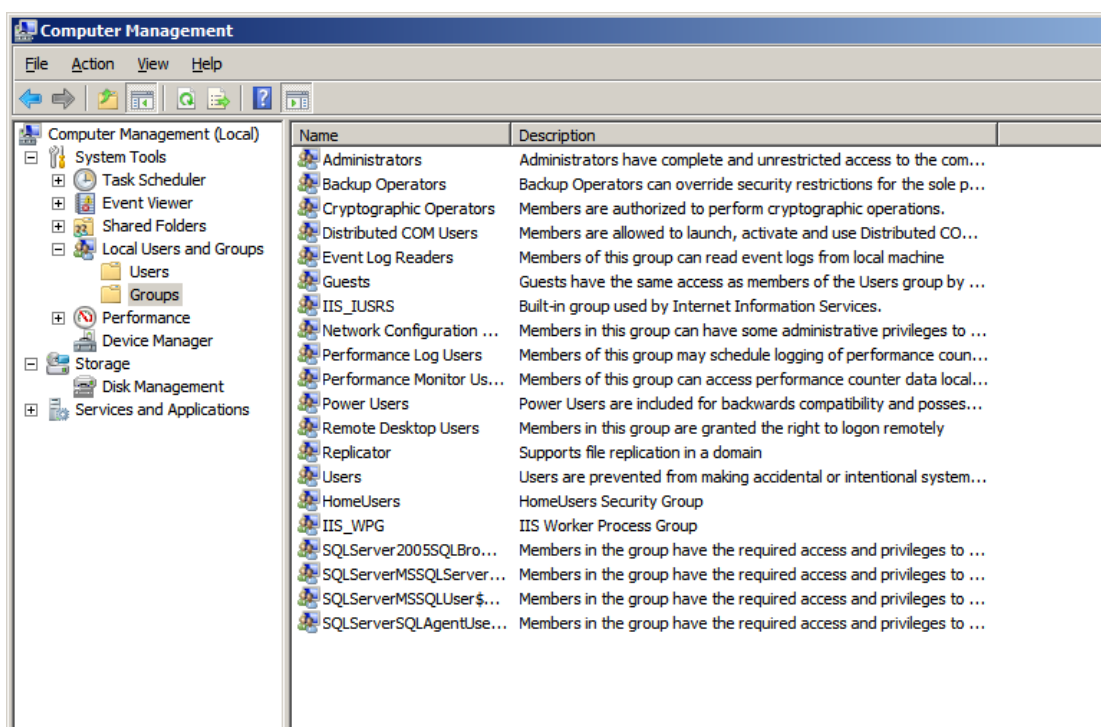 Computer Management
File Action View Help
Computer Management (Local)
System Tools
Task Scheduler
Event Viewer
Shared Folders
Local Users and Groups
Users
Groups
Performance
Device Manager
Storage
Disk Management
Services and Applications
Name Description
Administrators Administrators have complete and unrestricted access to the com...
Backup Operators Backup Operators can override security restrictions for the sole p...
Cryptographic Operators Members are authorized to perform cryptographic operations.
Distributed COM Users Members are allowed to launch, activate and use Distributed CO...
Event Log Readers Members of this group can read event logs from local machine
Guests Guests have the same access as members of the Users group by ...
IIS_IUSRS Built-in group used by Internet Information Services.
Network Configuration ... Members in this group can have some administrative privileges to ...
Performance Log Users Members of this group may schedule logging of performance coun...
Performance Monitor Us... Members of this group can access performance counter data local...
Power Users Power Users are included for backwards compatibility and posses...
Remote Desktop Users Members in this group are granted the right to logon remotely
Replicator Supports file replication in a domain
Users Users are prevented from making accidental or intentional system...
HomeUsers HomeUsers Security Group
IIS_WPG IIS Worker Process Group
SQLServer2005SQLBro... Members in the group have the required access and privileges to ...
SQLServerMSSQLServer... Members in the group have the required access and privileges to ...
SQLServerMSSQLUser$... Members in the group have the required access and privileges to ...
SQLServerSQLAgentUse... Members in the group have the required access and privileges to ...